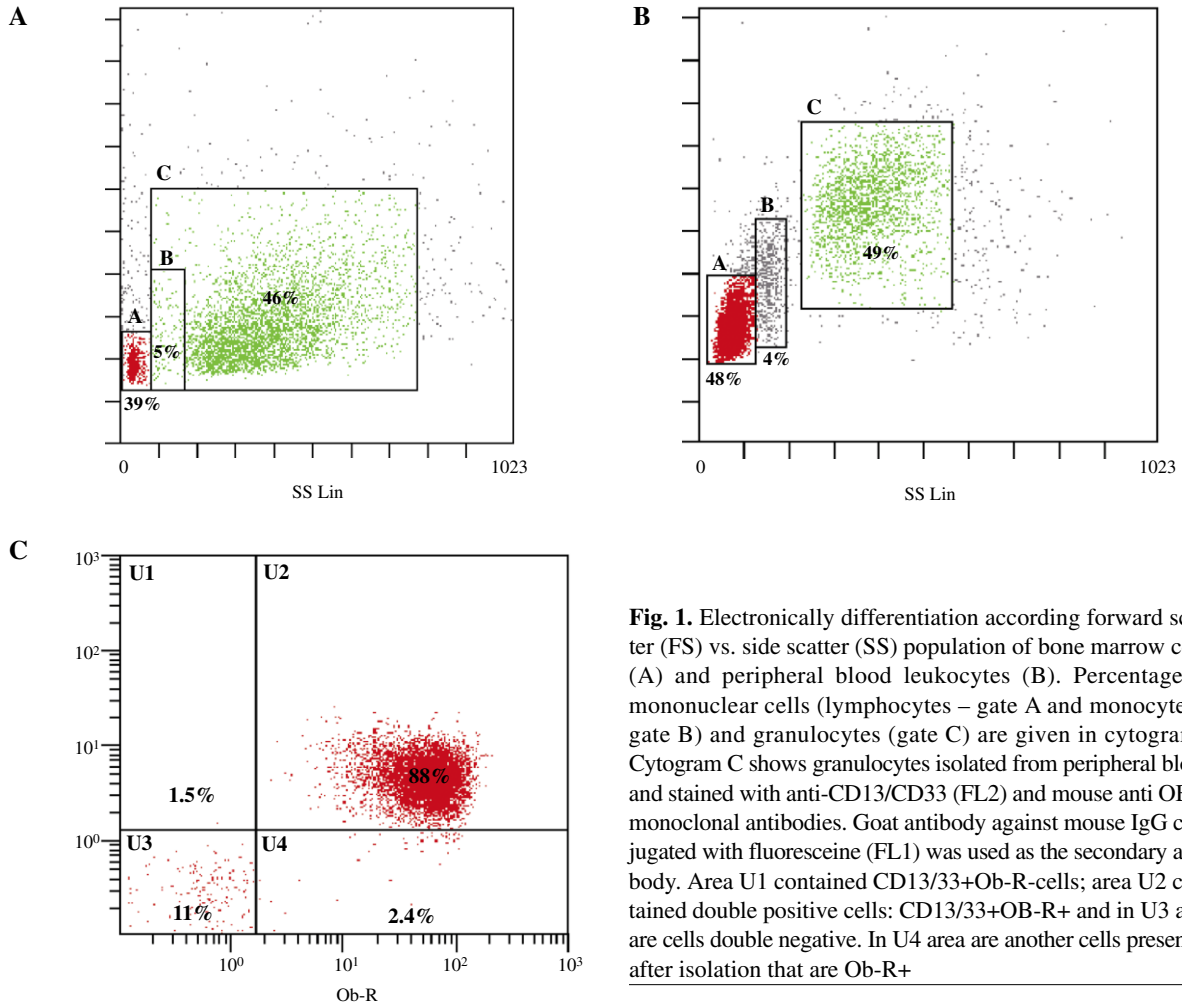 A
C
B
46%
A
5%
39%
0
1023
SS Lin
B
C
B
A
49%
4%
48%
0
1023
SS Lin
C
10³
U1
U2
10²
10¹
88%
1.5%
10⁰
U3
U4
11%
2.4%
10⁰
10¹
10²
10³
Ob-R
Fig. 1. Electronically differentiation according forward
ter (FS) vs. side scatter (SS) population of bone marrow
(A) and peripheral blood leukocytes (B). Percentage
mononuclear cells (lymphocytes – gate A and
gate B) and granulocytes (gate C) are given in
Cytogram C shows granulocytes isolated from peripheral
and stained with anti-CD13/CD33 (FL2) and mouse anti
monoclonal antibodies. Goat antibody against mouse IgG
jugated with fluoresceine (FL1) was used as the secondary
body. Area U1 contained CD13/33+Ob-R-cells; area U2
tained double positive cells: CD13/33+OB-R+ and in U3
are cells double negative. In U4 area are another cells
after isolation that are Ob-R+